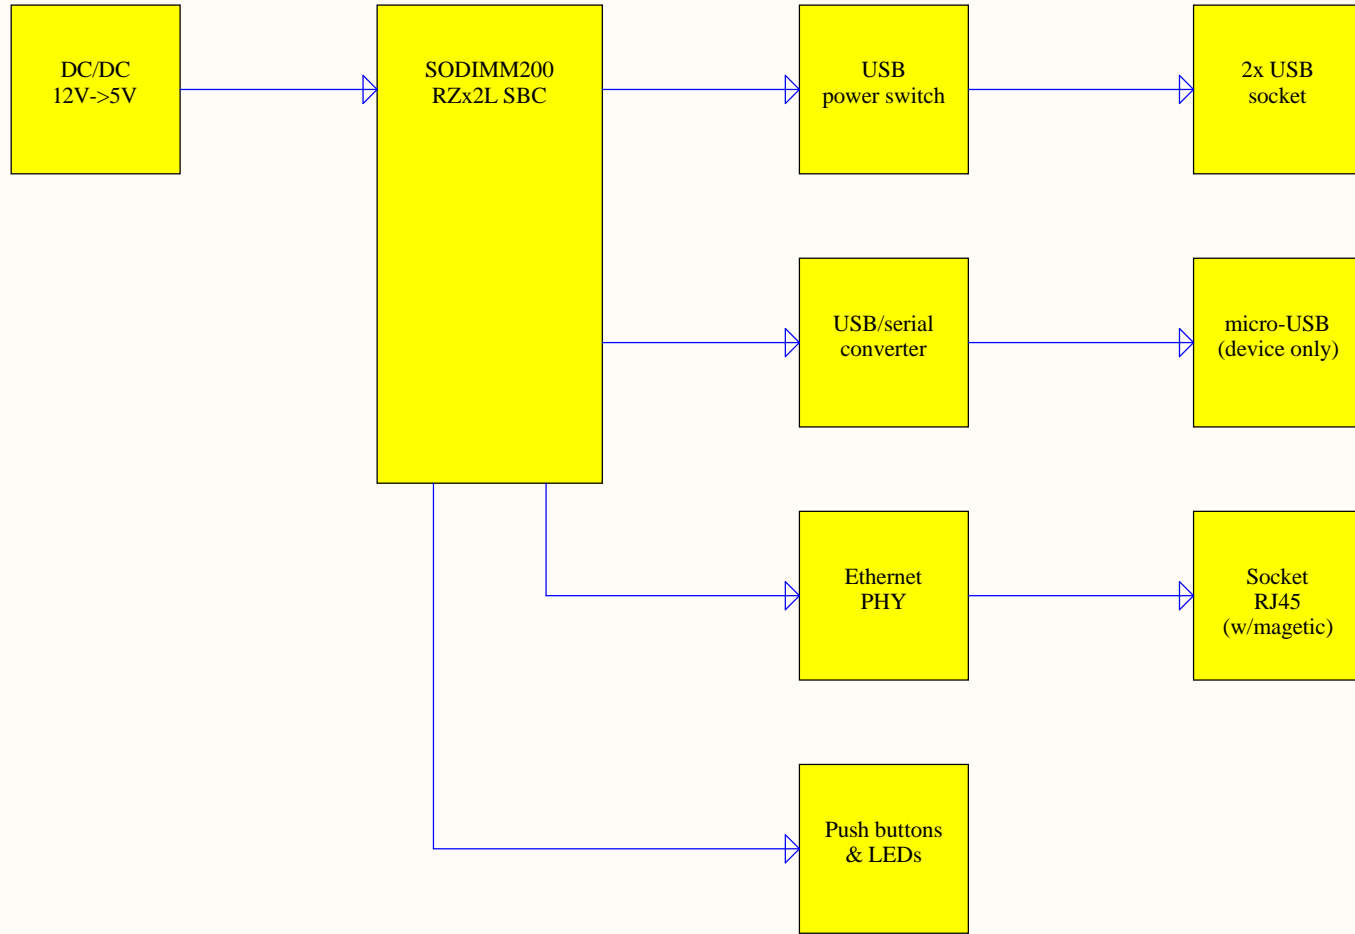 DC/DC
12V->5V
SODIMM200
RZx2L SBC
USB
power switch
2x USB
socket
USB/serial
converter
micro-USB
(device only)
Ethernet
PHY
Socket
RJ45
(w/magetic)
Push buttons
& LEDs